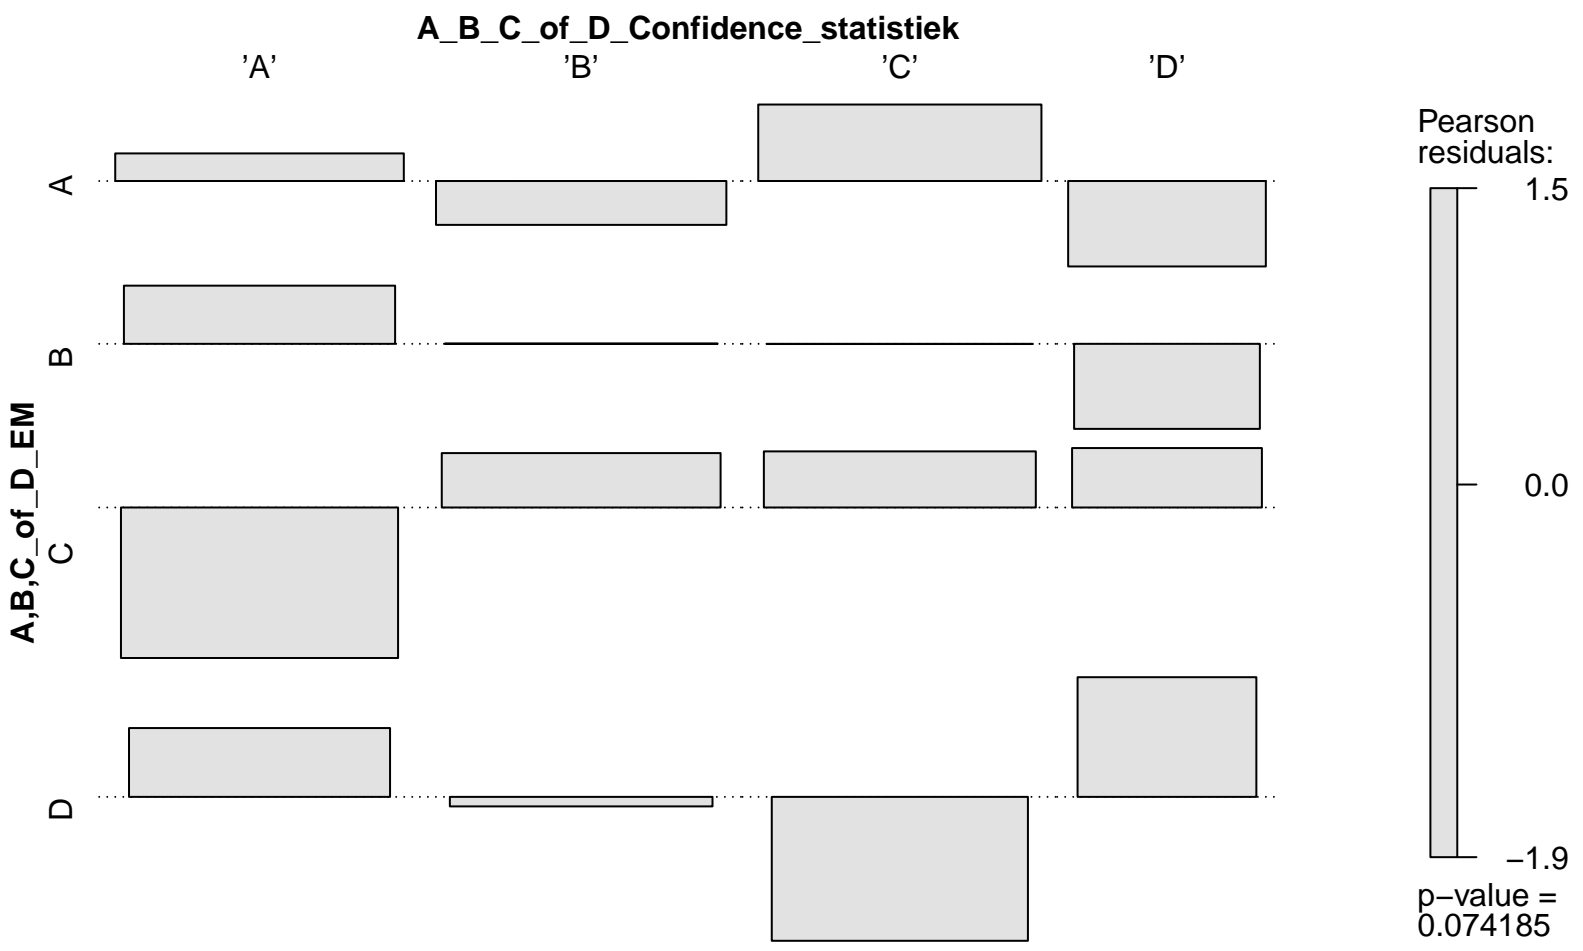 A_B_C_of_D_Confidence_statistiek
’A’ ’B’ ’C’ ’D’
A,B,C_of_D_EM
A
B
C
D
Pearson
residuals:
1.5
0.0
−1.9
p−value =
0.074185